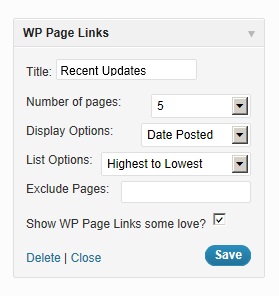 WP Page Links
Title: Recent Updates
Number of pages: 5
Display Options: Date Posted
List Options: Highest to Lowest
Exclude Pages:
Show WP Page Links some love?
Delete | Close Save